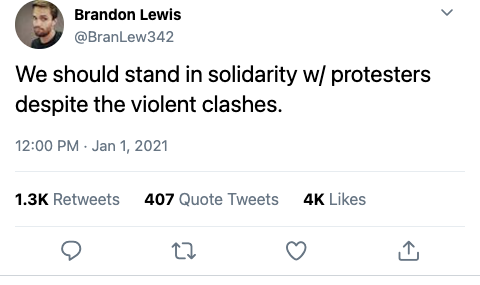 Brandon Lewis
@BranLew342
We should stand in solidarity w/ protesters
despite the violent clashes.
12:00 PM · Jan 1, 2021
1.3K Retweets 407 Quote Tweets 4K Likes